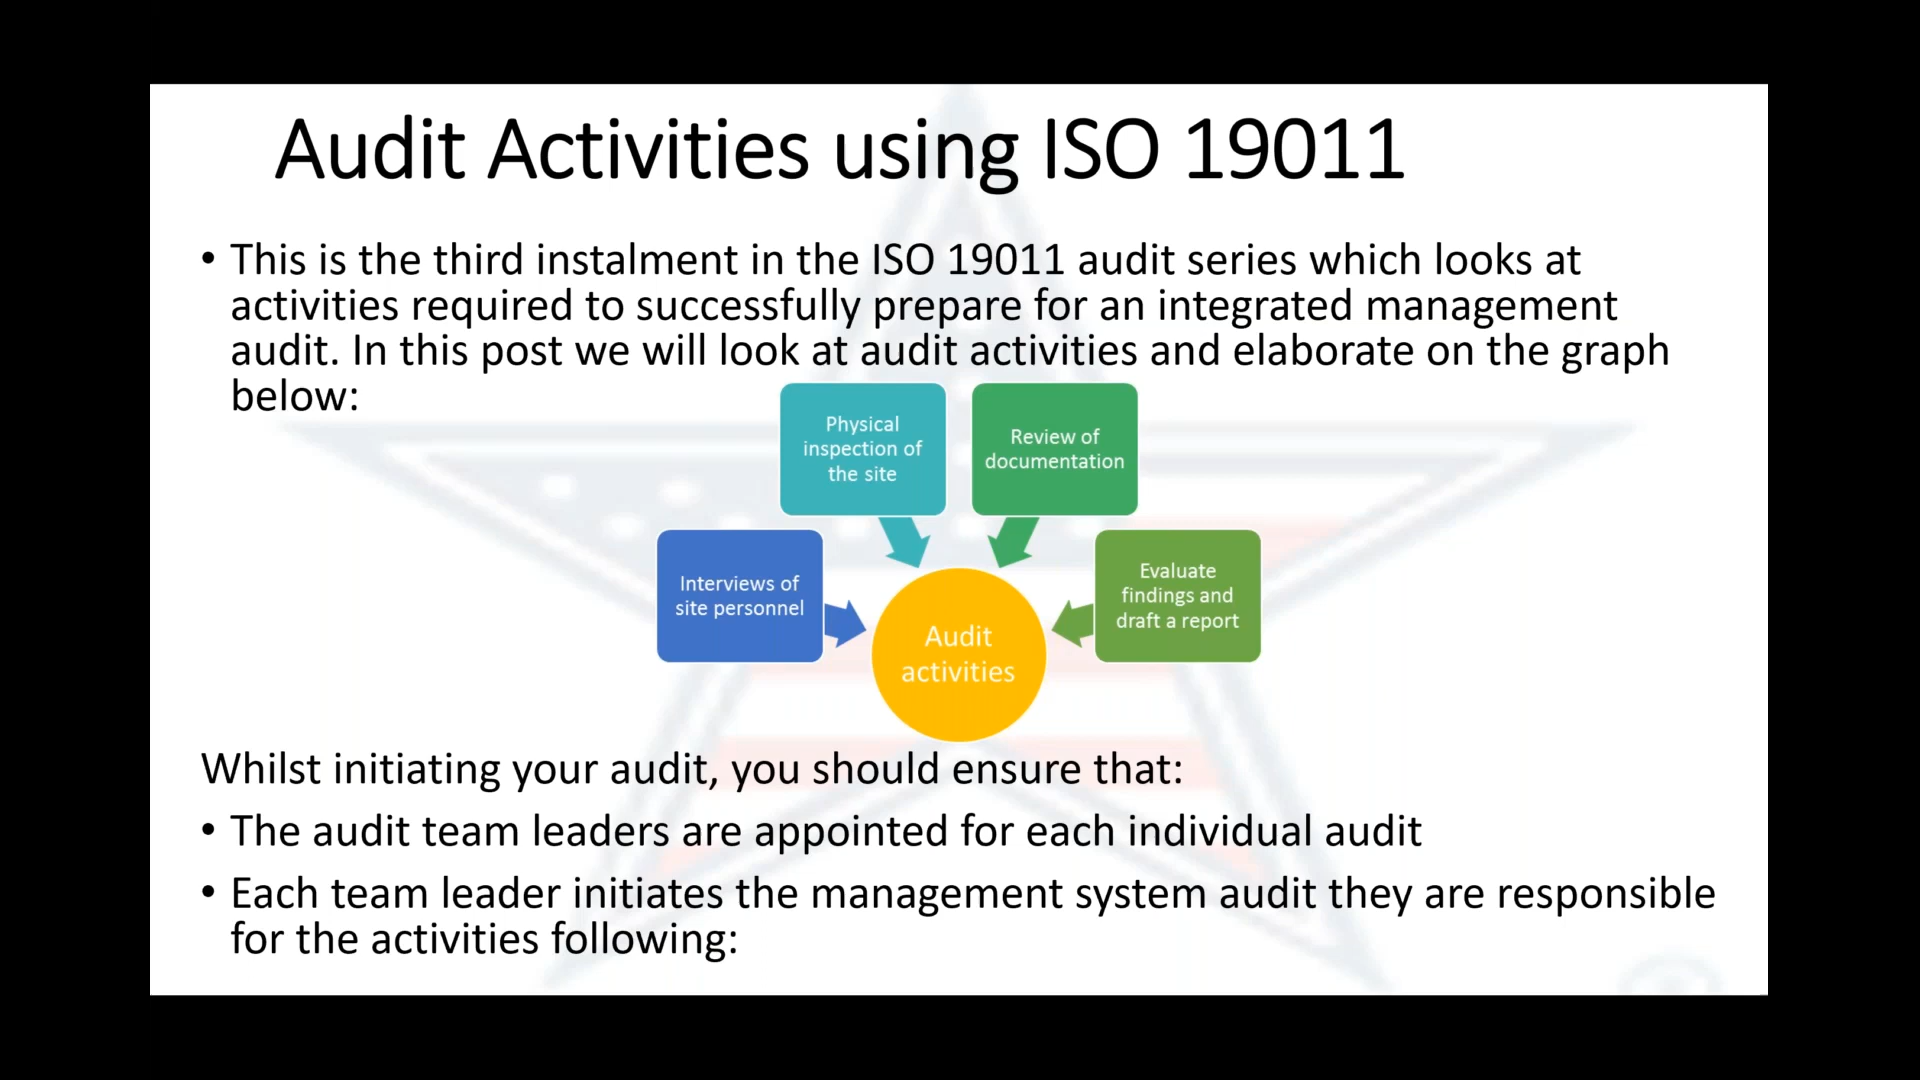 Audit Activities using ISO 19011
• This is the third instalment in the ISO 19011 audit series which looks at
activities required to successfully prepare for an integrated management
audit. In this post we will look at audit activities and elaborate on the graph
below:
Physical
inspection of
the site
Review of
documentation
Interviews of
site personnel
Evaluate
findings and
draft a report
Audit
activities
Whilst initiating your audit, you should ensure that:
• The audit team leaders are appointed for each individual audit
• Each team leader initiates the management system audit they are responsible
for the activities following: